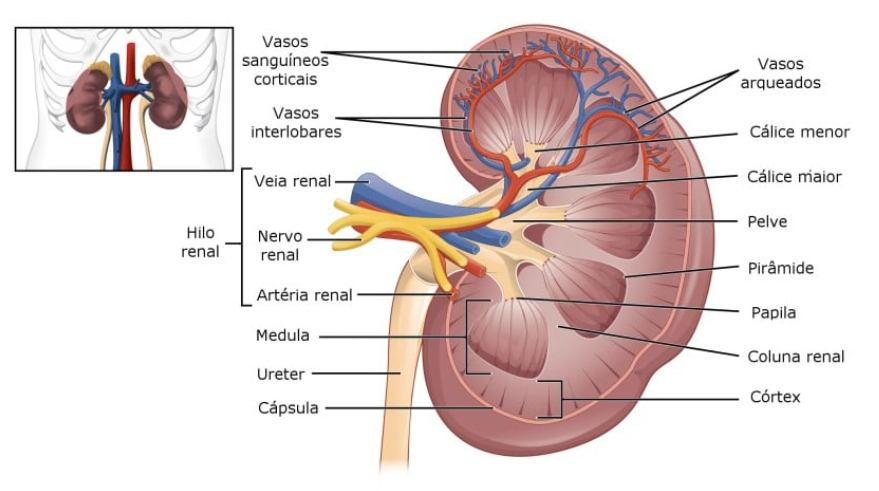 Vasos
sanguíneos
corticais
Vasos
interlobares
Veia renal
Hilo
renal
Nervo
renal
Artéria renal
Medula
Ureter
Cápsula
Vasos
arqueados
Cálice menor
Cálice maior
Pelve
Pirâmide
Papila
Coluna renal
Córtex